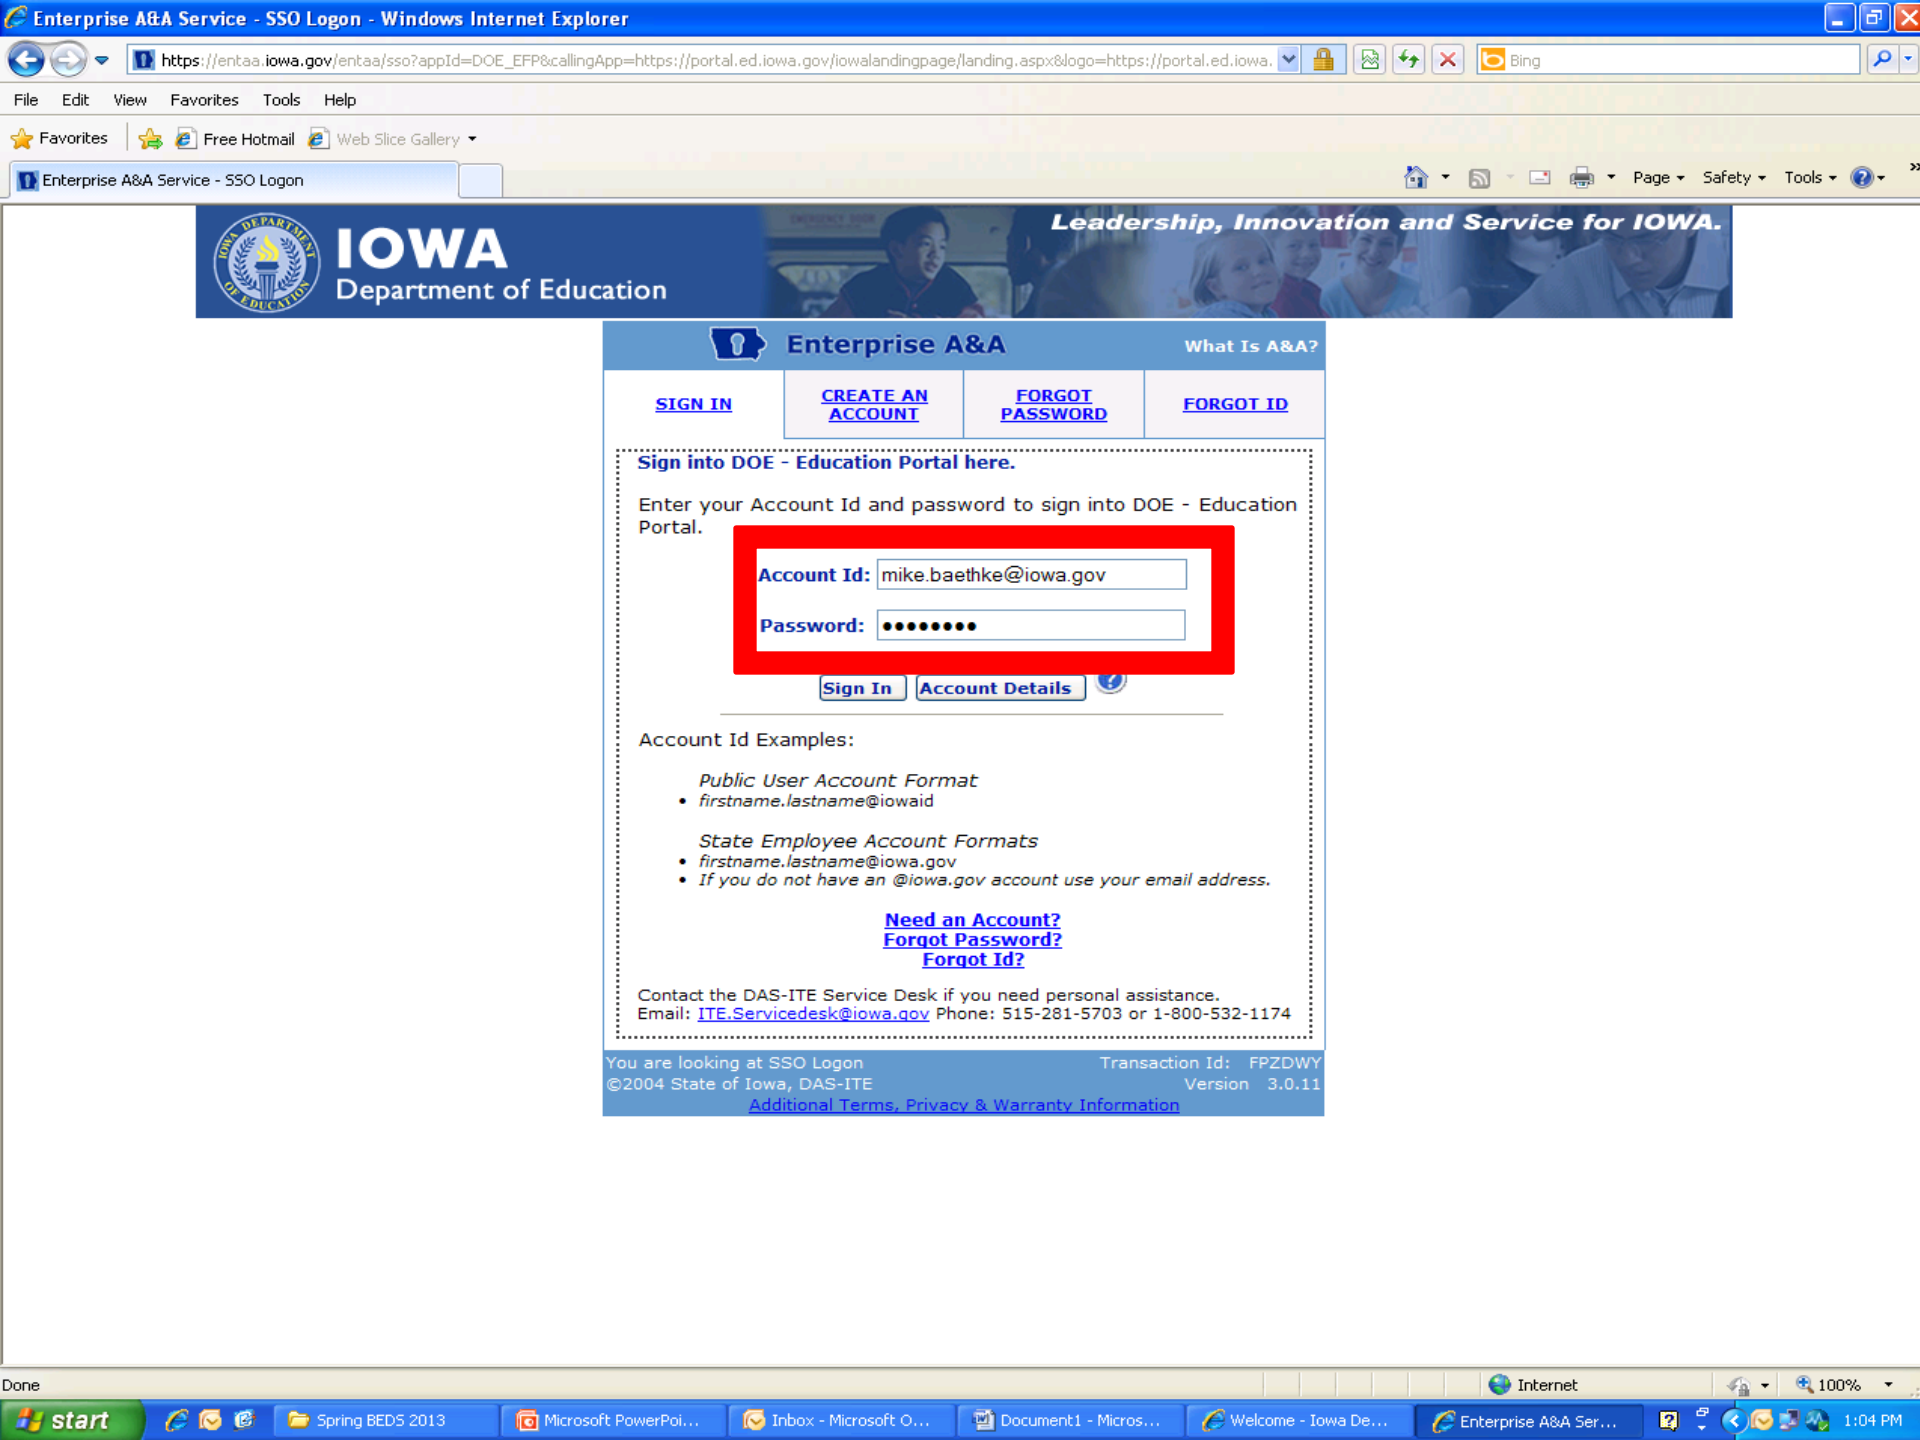 Enterprise A&A Service - SSO Logon - Windows Internet Explorer
https://entaa.iowa.gov/entaa/sso?appId=DOE_EFP&callingApp=https://portal.ed.iowa.gov/iowalandingpage/landing.aspx&logo=https://portal.ed.iowa.
Bing
File Edit View Favorites Tools Help
Favorites Free Hotmail Web Slice Gallery
Enterprise A&A Service - SSO Logon
Page Safety Tools
Leadership, Innovation and Service for IOWA.
IOWA
Department of Education
IOWA DEPARTMENT OF EDUCATION
Enterprise A&A What Is A&A?
SIGN IN
CREATE AN ACCOUNT
FORGOT PASSWORD
FORGOT ID
Sign into DOE - Education Portal here.
Enter your Account Id and password to sign into DOE - Education
Portal.
Account Id: mike.baethke@iowa.gov
Password: ••••••••
Sign In Account Details ?
Account Id Examples:
Public User Account Format
• firstname.lastname@iowaid
State Employee Account Formats
• firstname.lastname@iowa.gov
• If you do not have an @iowa.gov account use your email address.
Need an Account?
Forgot Password?
Forgot Id?
Contact the DAS-ITE Service Desk if you need personal assistance.
Email: ITE.Servicedesk@iowa.gov Phone: 515-281-5703 or 1-800-532-1174
You are looking at SSO Logon Transaction Id: FPZDWY
©2004 State of Iowa, DAS-ITE Version 3.0.11
Additional Terms, Privacy & Warranty Information
Done Internet 100%
start Spring BEDS 2013 Microsoft PowerPoi... Inbox - Microsoft O... Document1 - Micros... Welcome - Iowa De... Enterprise A&A Ser... 1:04 PM